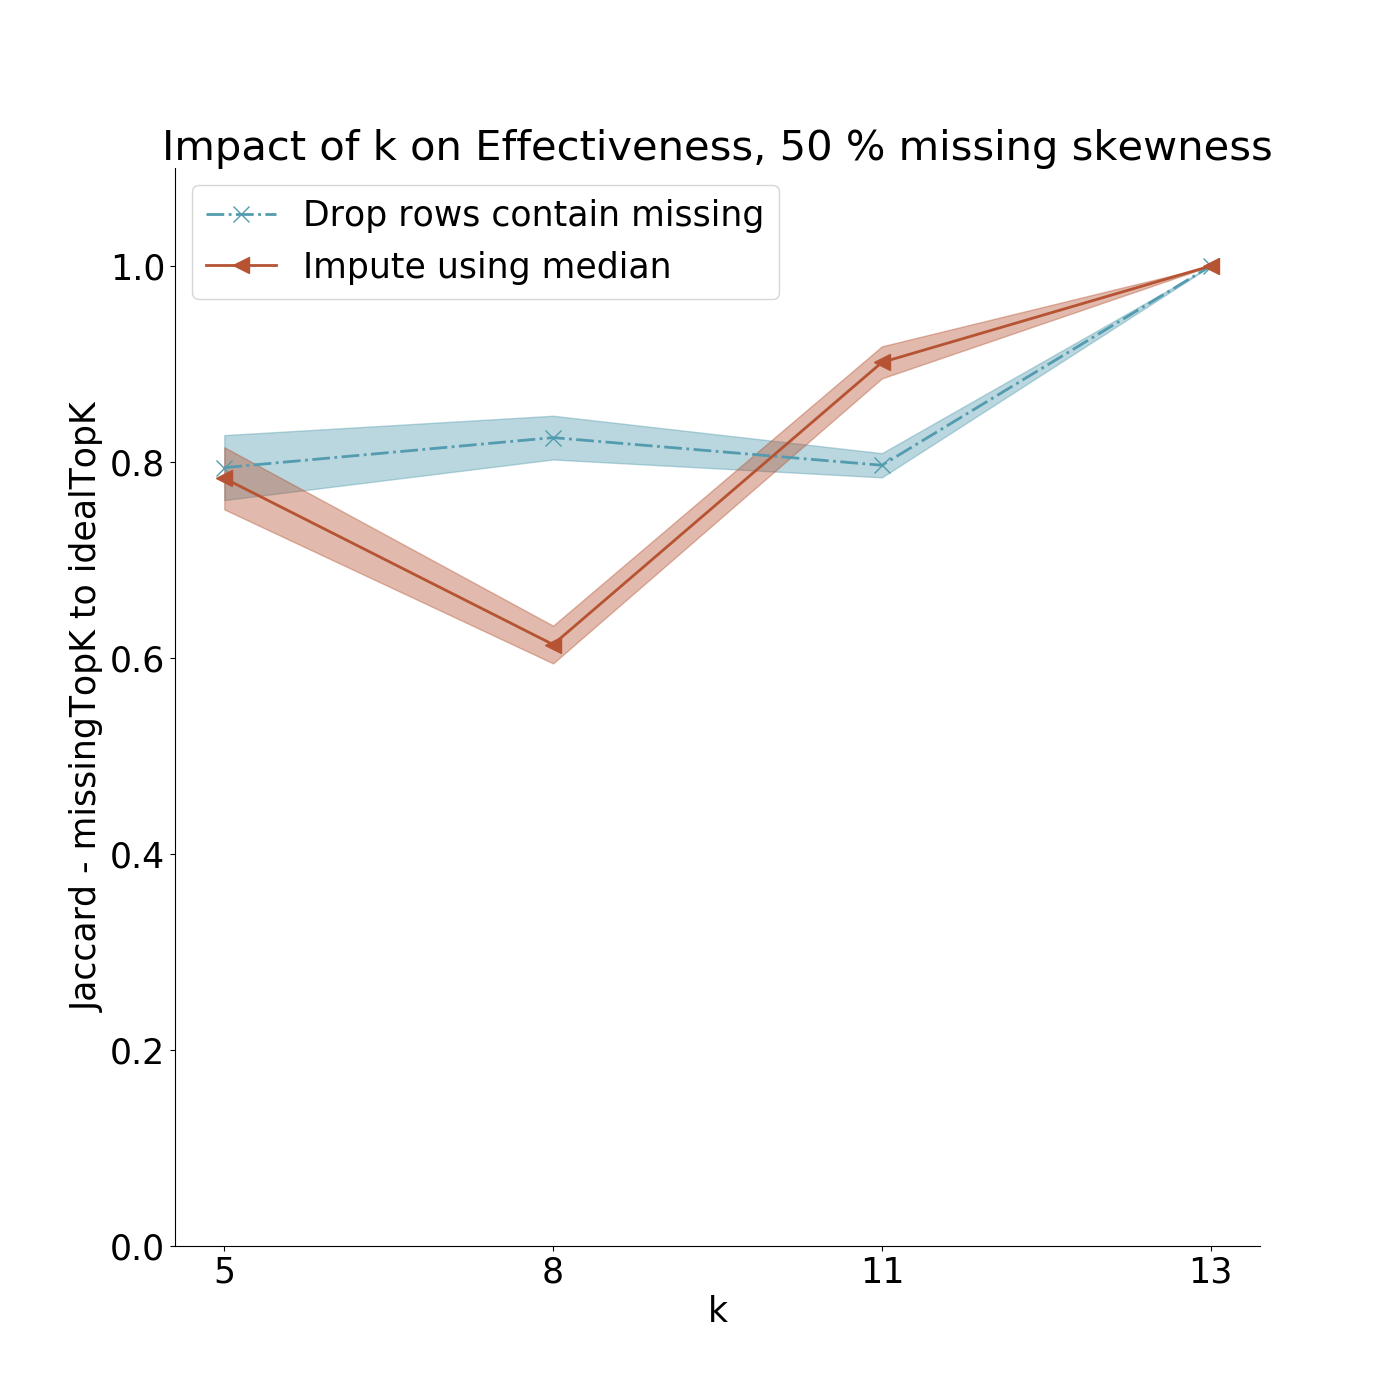 Impact of k on Effectiveness, 50 % missing skewness
Drop rows contain missing
Impute using median
Jaccard - missingTopK to idealTopK
1.0
0.8
0.6
0.4
0.2
0.0
5 8 11 13
k